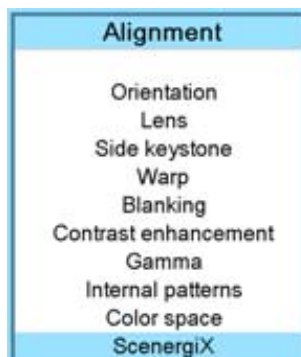 Alignment
Orientation
Lens
Side keystone
Warp
Blanking
Contrast enhancement
Gamma
Internal patterns
Color space
ScenergiX